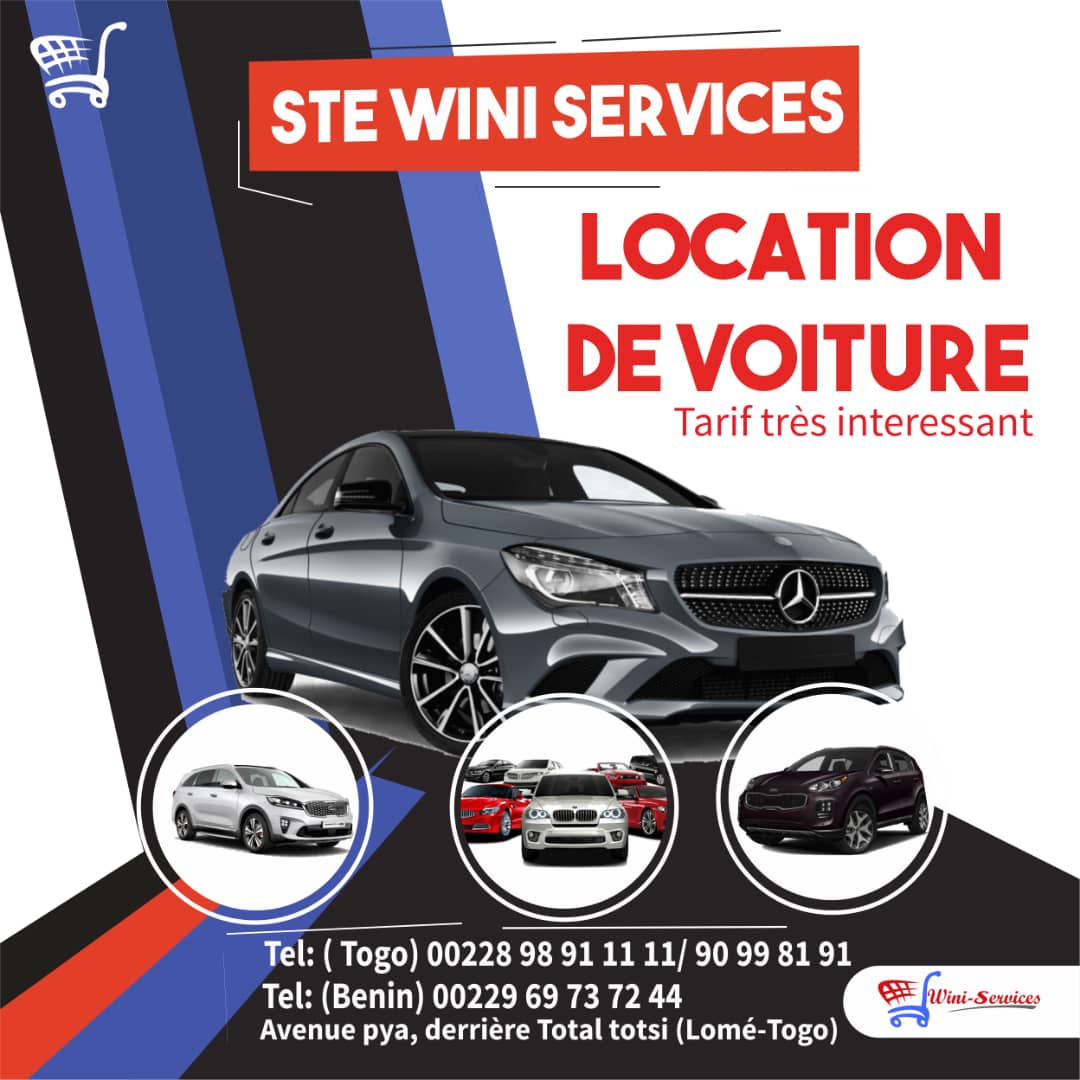 STE WINI SERVICES
LOCATION
DE VOITURE
Tarif très interessant
Tel: ( Togo) 00228 98 91 11 11/ 90 99 81 91
Tel: (Benin) 00229 69 73 72 44
Avenue pya, derrière Total totsi (Lomé-Togo)
Wini-Services